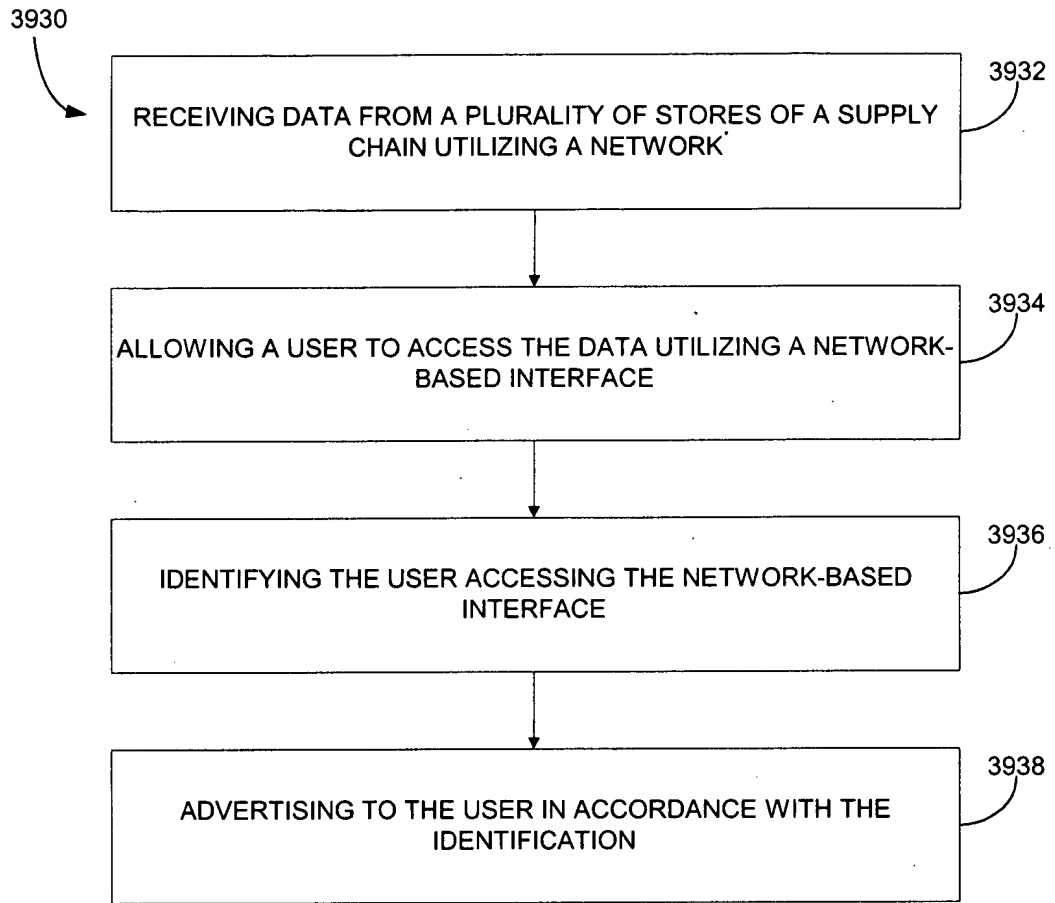 3930
3932
RECEIVING DATA FROM A PLURALITY OF STORES OF A SUPPLY
CHAIN UTILIZING A NETWORK
3934
ALLOWING A USER TO ACCESS THE DATA UTILIZING A NETWORK-
BASED INTERFACE
3936
IDENTIFYING THE USER ACCESSING THE NETWORK-BASED
INTERFACE
3938
ADVERTISING TO THE USER IN ACCORDANCE WITH THE
IDENTIFICATION